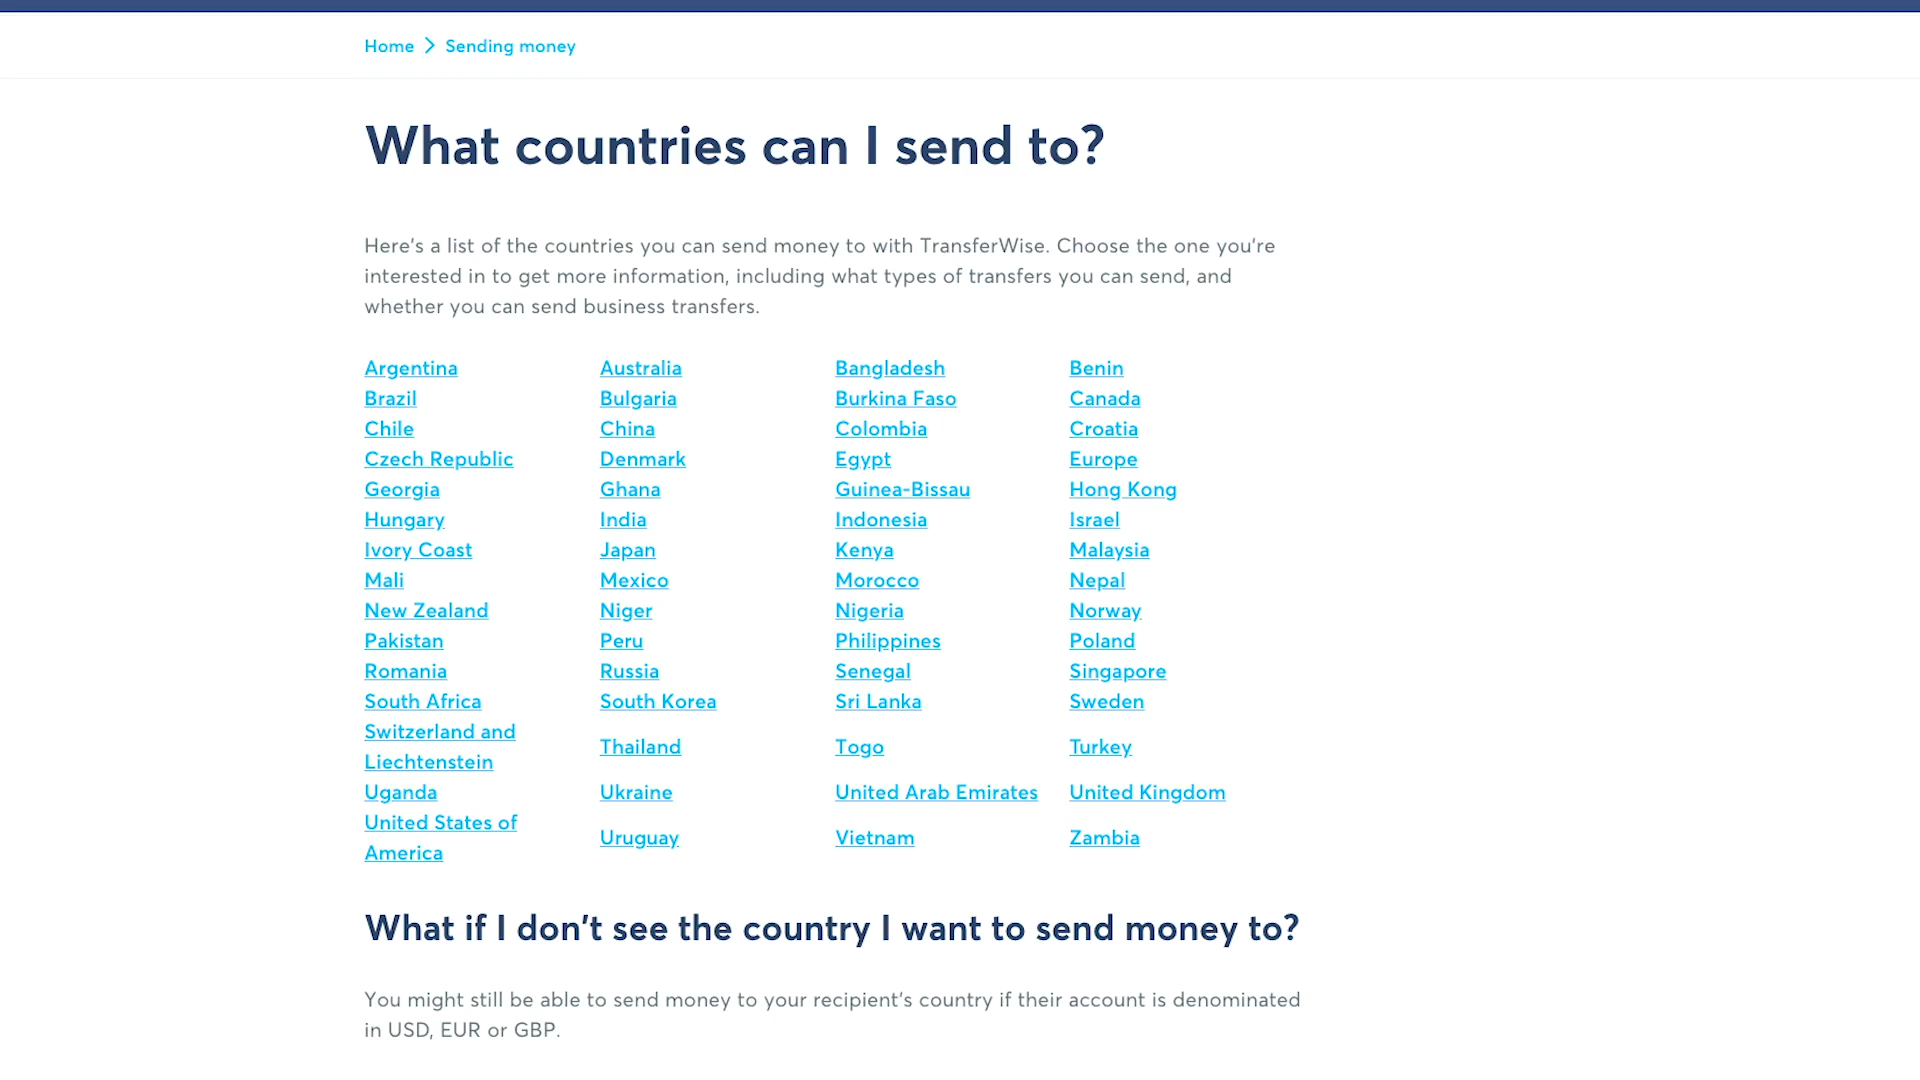 Home > Sending money
What countries can I send to?
Here's a list of the countries you can send money to with TransferWise. Choose the one you're
interested in to get more information, including what types of transfers you can send, and
whether you can send business transfers.
Argentina Australia Bangladesh Benin
Brazil Bulgaria Burkina Faso Canada
Chile China Colombia Croatia
Czech Republic Denmark Egypt Europe
Georgia Ghana Guinea-Bissau Hong Kong
Hungary India Indonesia Israel
Ivory Coast Japan Kenya Malaysia
Mali Mexico Morocco Nepal
New Zealand Niger Nigeria Norway
Pakistan Peru Philippines Poland
Romania Russia Senegal Singapore
South Africa South Korea Sri Lanka Sweden
Switzerland and
Liechtenstein
Thailand Togo Turkey
Uganda Ukraine United Arab Emirates United Kingdom
United States of
America
Uruguay Vietnam Zambia
What if I don't see the country I want to send money to?
You might still be able to send money to your recipient's country if their account is denominated
in USD, EUR or GBP.